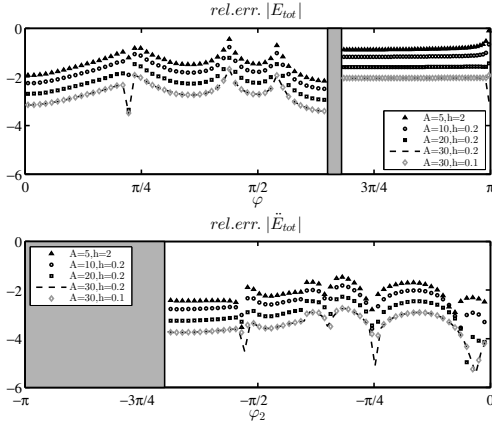 rel.err. |E_tot|
0
−2
−4
−6
A=5,h=2
A=10,h=0.2
A=20,h=0.2
A=30,h=0.2
A=30,h=0.1
0 π/4 π/2 3π/4 π
φ
rel.err. |Ë_tot|
0
−2
−4
−6
A=5,h=2
A=10,h=0.2
A=20,h=0.2
A=30,h=0.2
A=30,h=0.1
−π −3π/4 −π/2 −π/4 0
φ₂